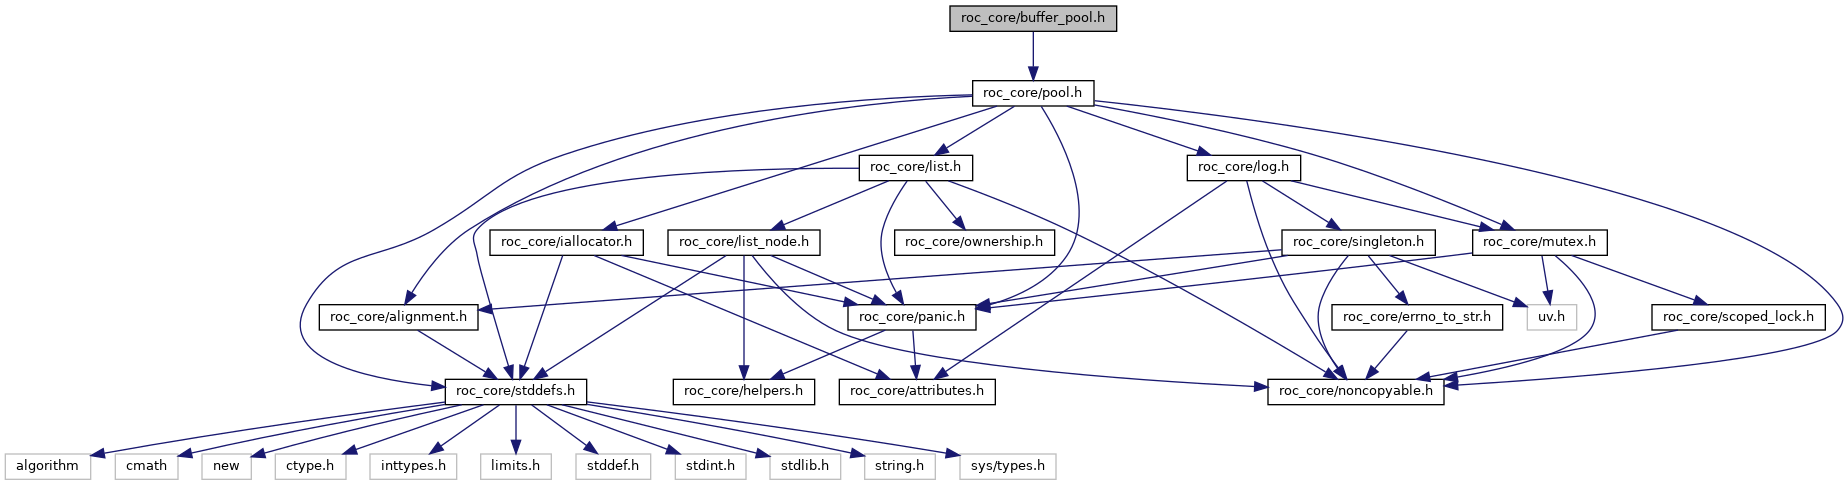 roc_core/buffer_pool.h
roc_core/pool.h
roc_core/list.h
roc_core/log.h
roc_core/iallocator.h
roc_core/list_node.h
roc_core/ownership.h
roc_core/singleton.h
roc_core/mutex.h
roc_core/alignment.h
roc_core/panic.h
roc_core/errno_to_str.h
uv.h
roc_core/scoped_lock.h
roc_core/stddefs.h
roc_core/helpers.h
roc_core/attributes.h
roc_core/noncopyable.h
algorithm
cmath
new
ctype.h
inttypes.h
limits.h
stddef.h
stdint.h
stdlib.h
string.h
sys/types.h